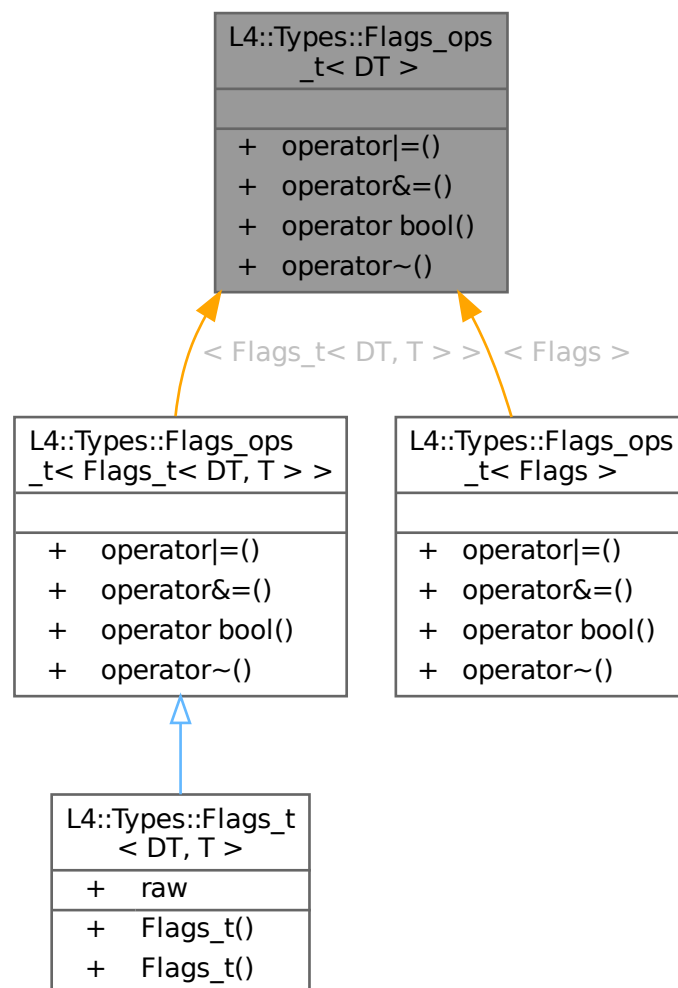 L4::Types::Flags_ops
_t< DT >
+ operator|=()
+ operator&=()
+ operator bool()
+ operator~()
< Flags_t< DT, T > >
< Flags >
L4::Types::Flags_ops
_t< Flags_t< DT, T > >
+ operator|=()
+ operator&=()
+ operator bool()
+ operator~()
L4::Types::Flags_ops
_t< Flags >
+ operator|=()
+ operator&=()
+ operator bool()
+ operator~()
L4::Types::Flags_t
< DT, T >
+ raw
+ Flags_t()
+ Flags_t()